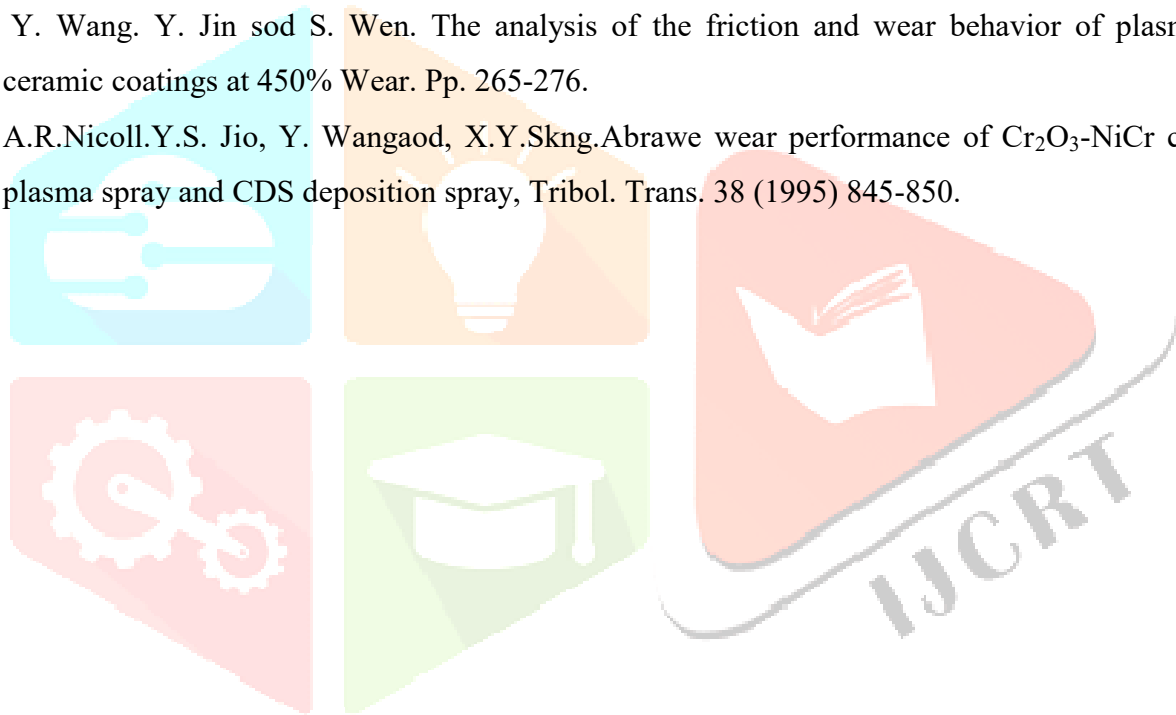 Y. Wang. Y. Jin sod S. Wen. The analysis of the friction and wear behavior of plasm
ceramic coatings at 450% Wear. Pp. 265-276.
A.R.Nicoll.Y.S. Jio, Y. Wangaod, X.Y.Skng.Abrawe wear performance of Cr₂O₃-NiCr c
plasma spray and CDS deposition spray, Tribol. Trans. 38 (1995) 845-850.
IJCRT